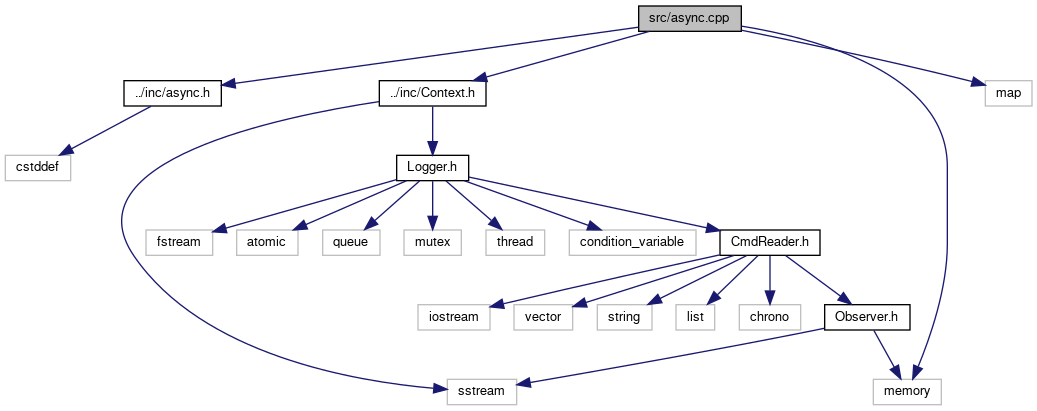 src/async.cpp
../inc/async.h
../inc/Context.h
map
cstddef
Logger.h
fstream
atomic
queue
mutex
thread
condition_variable
CmdReader.h
iostream
vector
string
list
chrono
Observer.h
sstream
memory